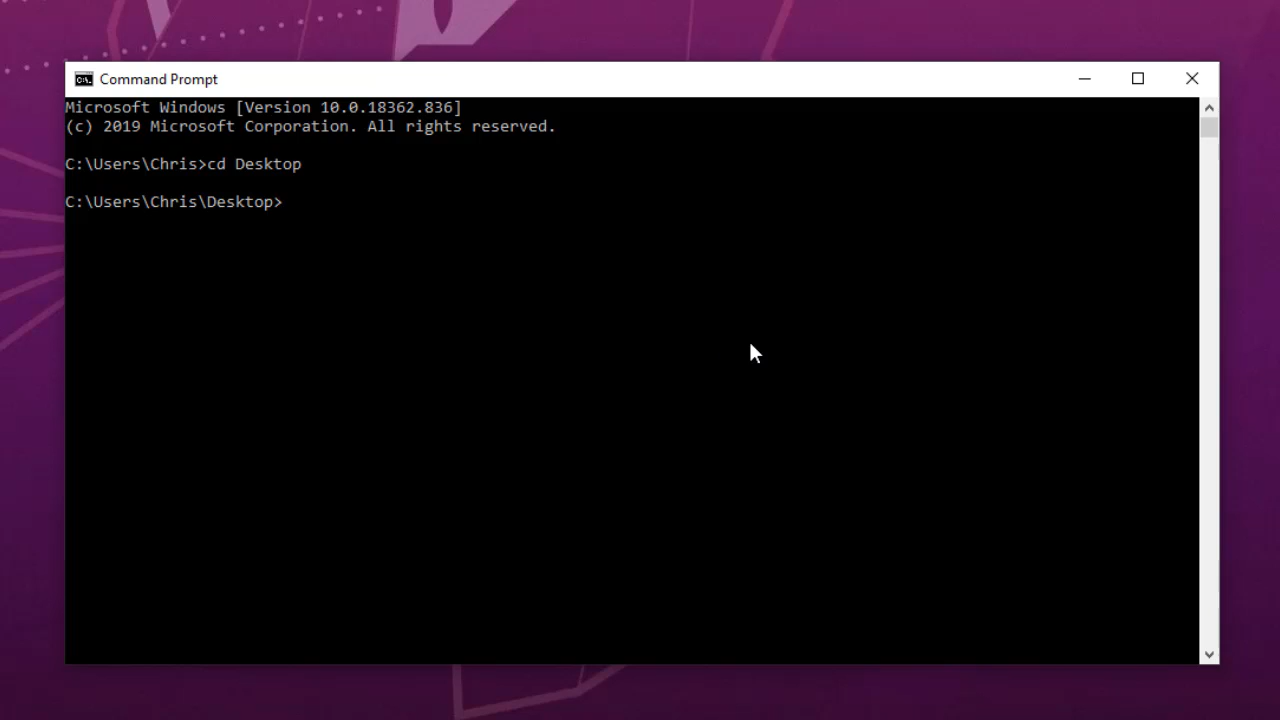 Command Prompt
Microsoft Windows [Version 10.0.18362.836]
(c) 2019 Microsoft Corporation. All rights reserved.
C:\Users\Chris>cd Desktop
C:\Users\Chris\Desktop>